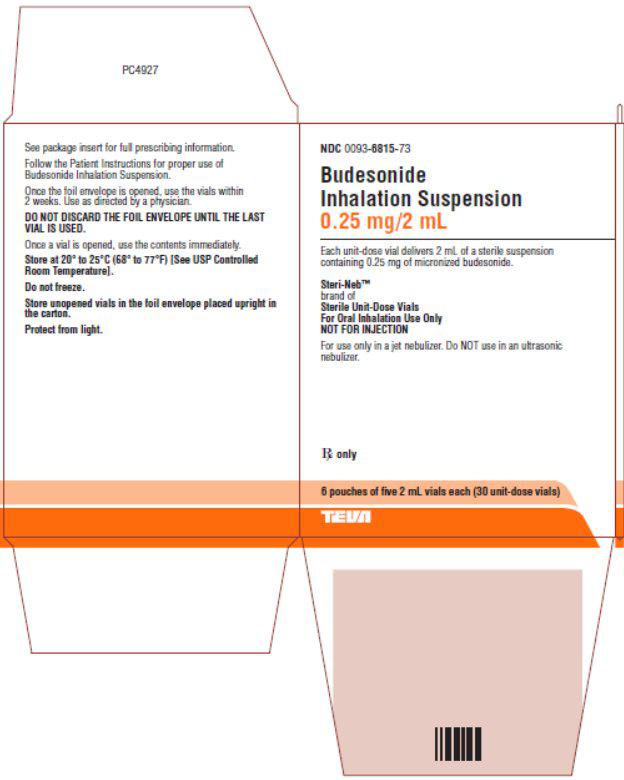 PC4927
See package insert for full prescribing information.
Follow the Patient Instructions for proper use of
Budesonide Inhalation Suspension.
Once the foil envelope is opened, use the vials within
2 weeks. Use as directed by a physician.
DO NOT DISCARD THE FOIL ENVELOPE UNTIL THE LAST
VIAL IS USED.
Once a vial is opened, use the contents immediately.
Store at 20° to 25°C (68° to 77°F) [See USP Controlled
Room Temperature].
Do not freeze.
Store unopened vials in the foil envelope placed upright in
the carton.
Protect from light.
NDC 0093-6815-73
Budesonide
Inhalation Suspension
0.25 mg/2 mL
Each unit-dose vial delivers 2 mL of a sterile suspension
containing 0.25 mg of micronized budesonide.
Steri-Neb™
brand of
Sterile Unit-Dose Vials
For Oral Inhalation Use Only
NOT FOR INJECTION
For use only in a jet nebulizer. Do NOT use in an ultrasonic
nebulizer.
℞ only
6 pouches of five 2 mL vials each (30 unit-dose vials)
TEVA